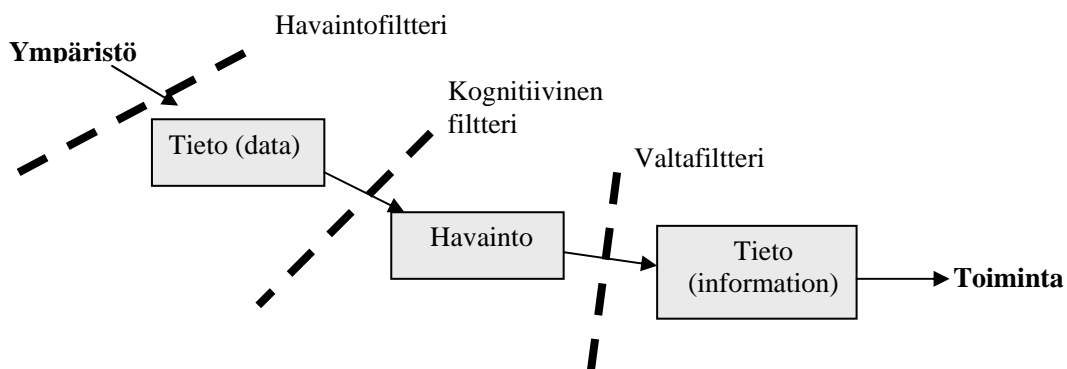 Havaintofiltteri
Ympäristö
Kognitiivinen
filtteri
Tieto (data)
Valtafiltteri
Havainto
Tieto
(information)
Toiminta